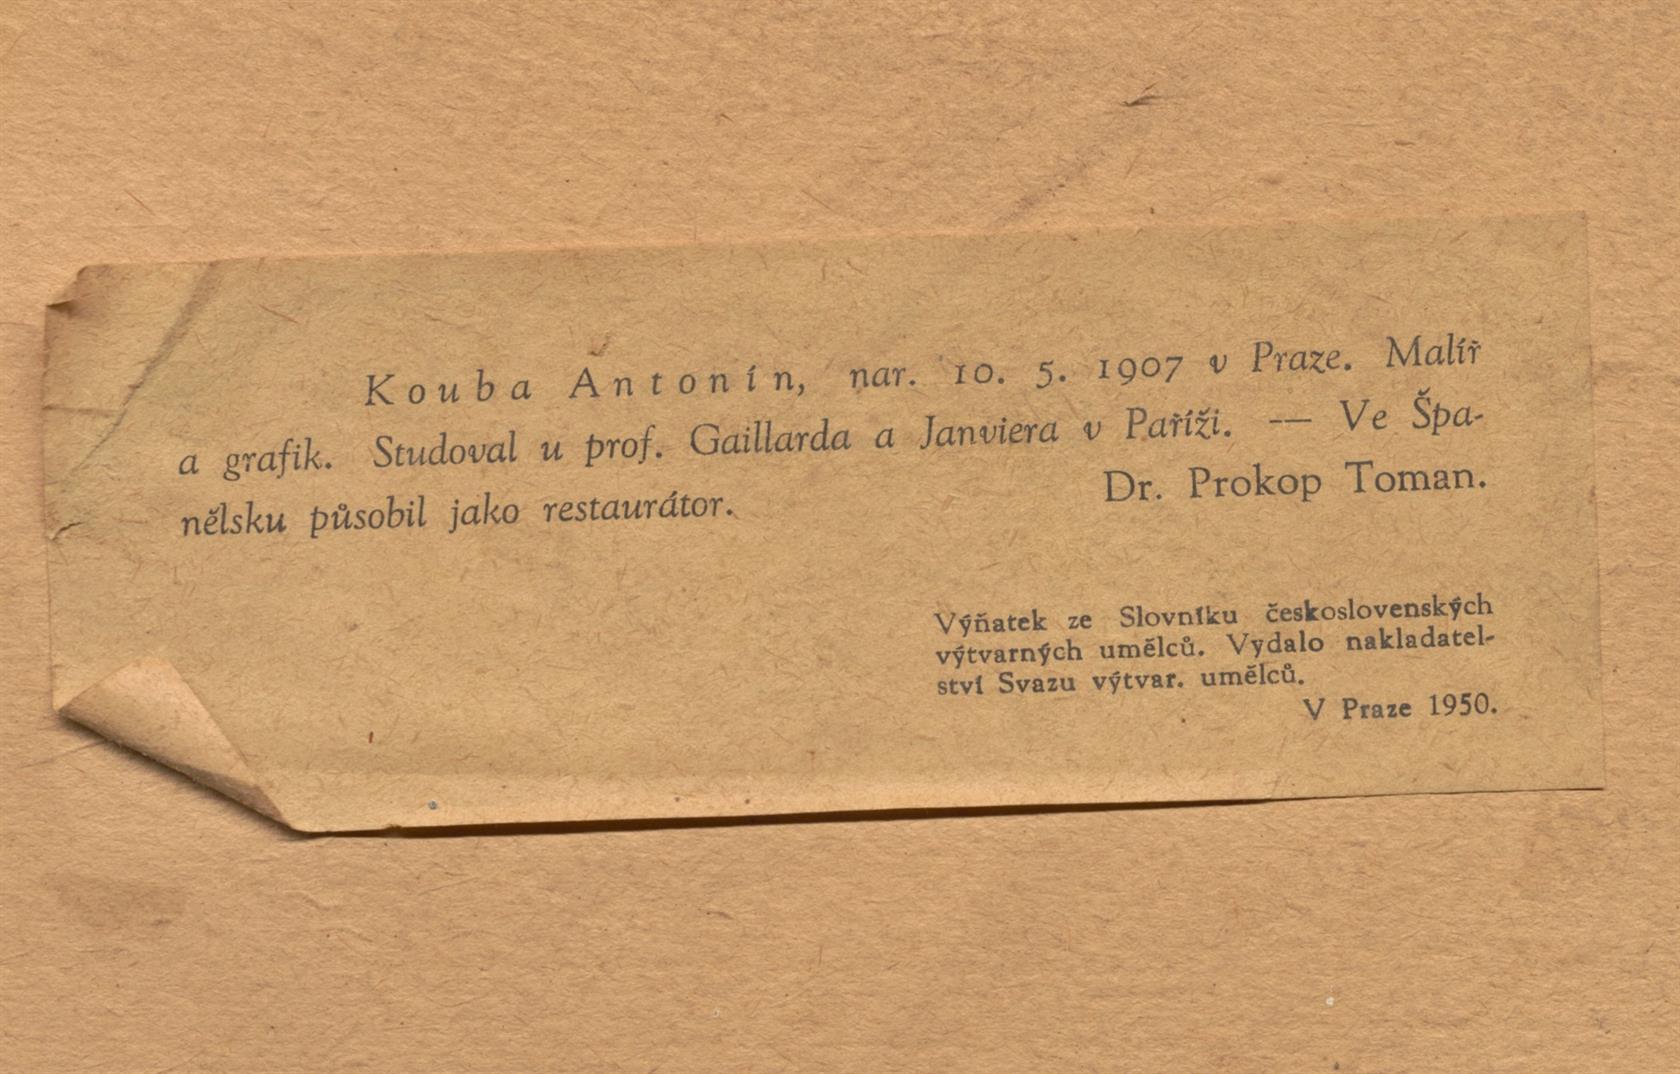 Kouba Antonín, nar. 10. 5. 1907 v Praze. Malíř
a grafik. Studoval u prof. Gaillarda a Janviera v Paříži. — Ve Špa-
nělsku působil jako restaurátor.
Dr. Prokop Toman.
Výňatek ze Slovníku československých
výtvarných umělců. Vydalo nakladatel-
ství Svazu výtvar. umělců.
V Praze 1950.